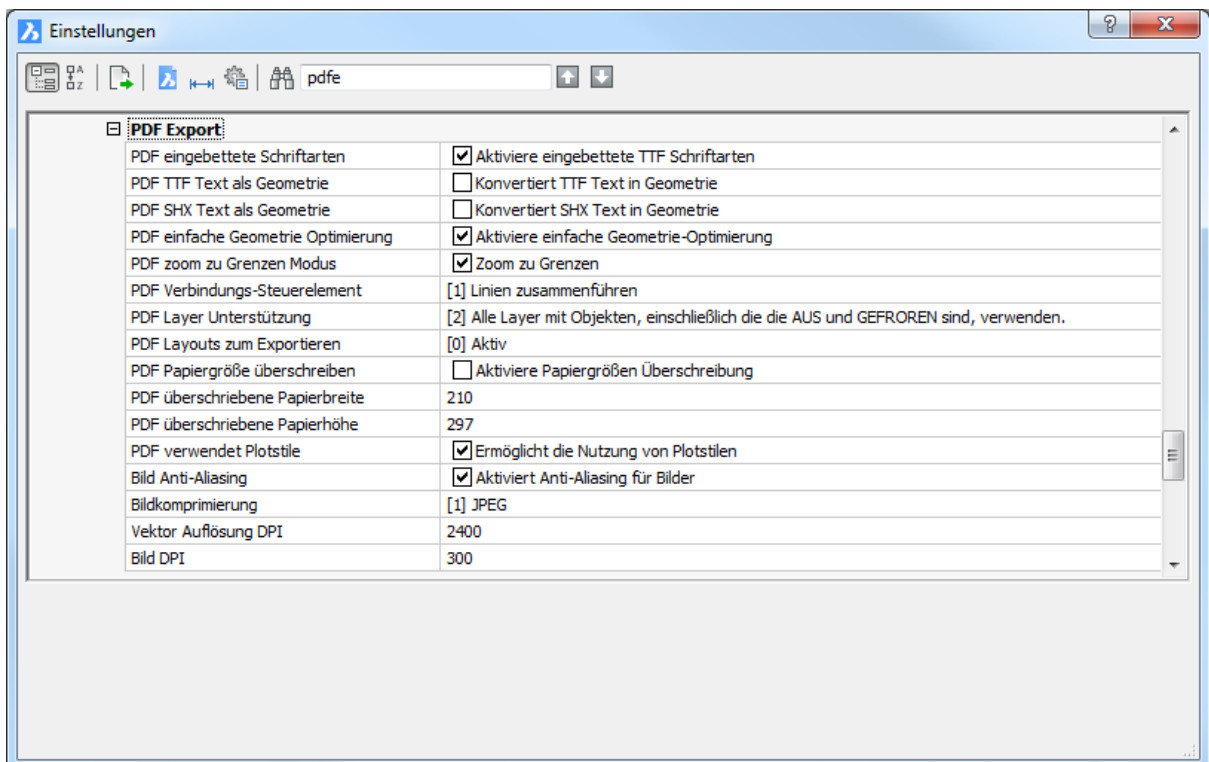 Einstellungen
pdfe
PDF Export
PDF eingebettete Schriftarten Aktiviere eingebettete TTF Schriftarten
PDF TTF Text als Geometrie Konvertiert TTF Text in Geometrie
PDF SHX Text als Geometrie Konvertiert SHX Text in Geometrie
PDF einfache Geometrie Optimierung Aktiviere einfache Geometrie-Optimierung
PDF zoom zu Grenzen Modus Zoom zu Grenzen
PDF Verbindungs-Steuerelement [1] Linien zusammenführen
PDF Layer Unterstützung [2] Alle Layer mit Objekten, einschließlich die die AUS und GEFROREN sind, verwenden.
PDF Layouts zum Exportieren [0] Aktiv
PDF Papiergröße überschreiben Aktiviere Papiergrößen Überschreibung
PDF überschriebene Papierbreite 210
PDF überschriebene Papierhöhe 297
PDF verwendet Plotstile Ermöglicht die Nutzung von Plotstilen
Bild Anti-Aliasing Aktiviert Anti-Aliasing für Bilder
Bildkomprimierung [1] JPEG
Vektor Auflösung DPI 2400
Bild DPI 300